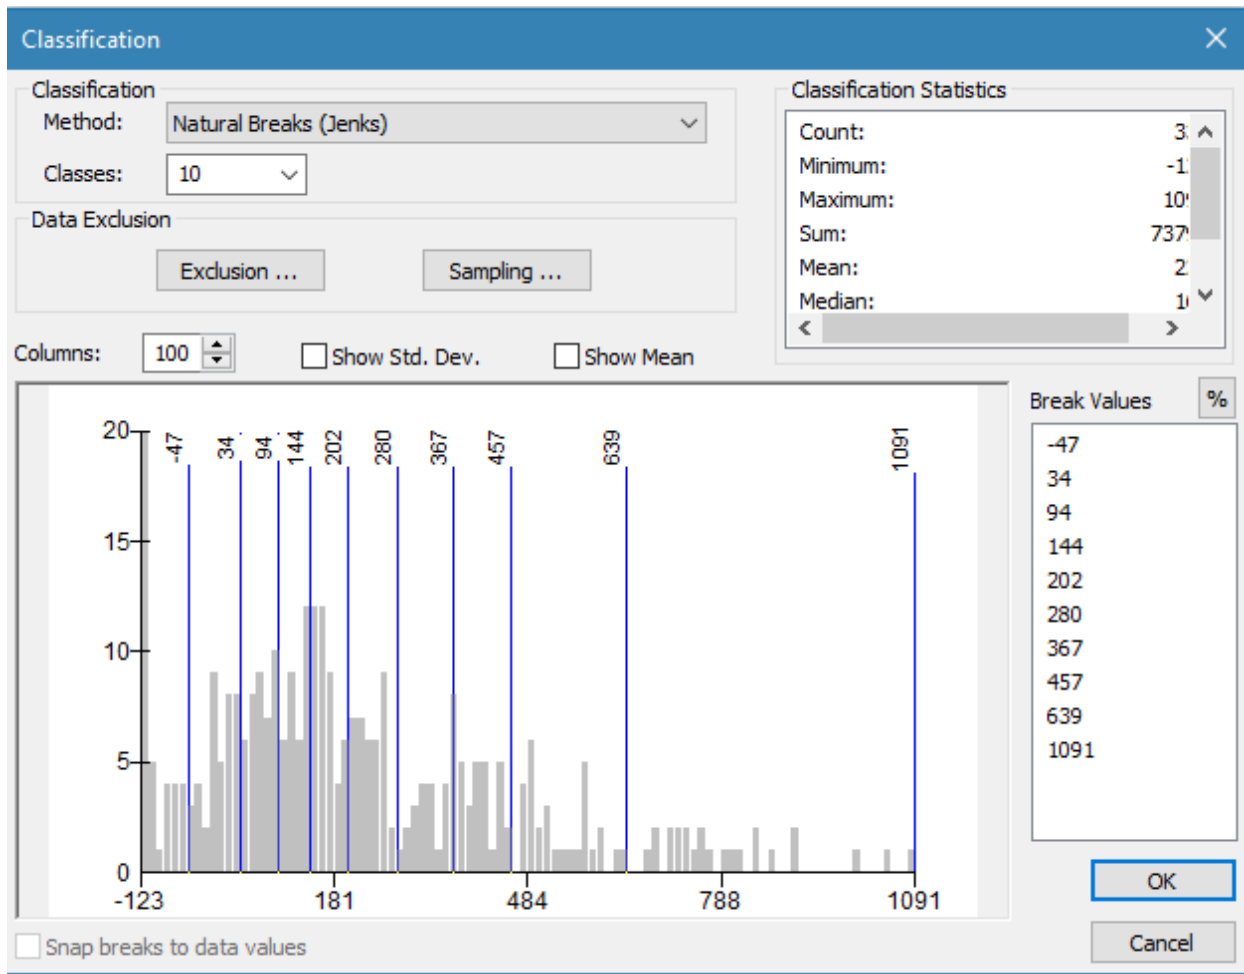 Classification
Classification
Method: Natural Breaks (Jenks)
Classes: 10
Data Exclusion
Exclusion ... Sampling ...
Classification Statistics
Count:
Minimum:
Maximum:
Sum:
Mean:
Median:
Columns: 100 Show Std. Dev. Show Mean
Break Values %
-47
34
94
144
202
280
367
457
639
1091
20
15
10
5
0
-47 34 94 144 202 280 367 457 639 1091
-123 181 484 788 1091
OK
Cancel
Snap breaks to data values